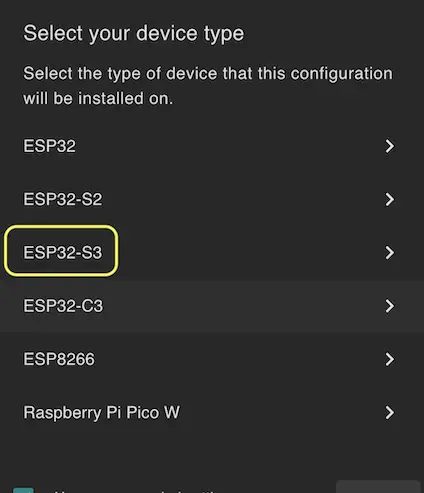 Select your device type
Select the type of device that this configuration
will be installed on.
ESP32
ESP32-S2
ESP32-S3
ESP32-C3
ESP8266
Raspberry Pi Pico W